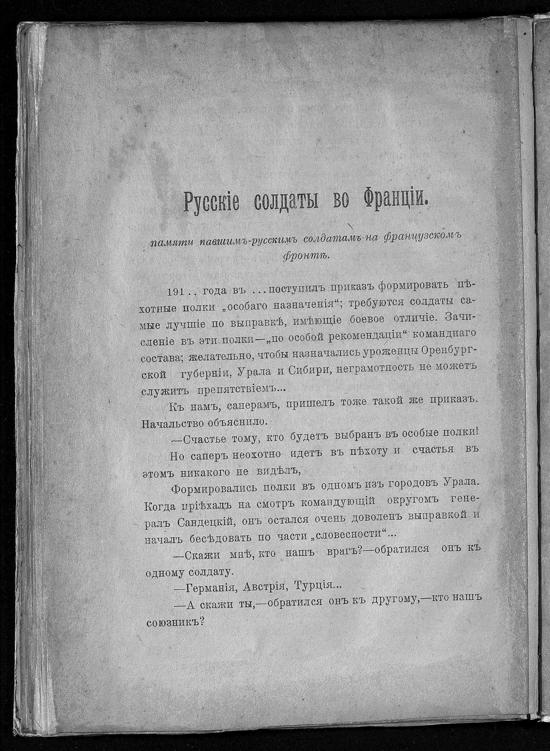 Русскіе солдаты во Франціи.
памяти павшимъ-русскимъ солдатамъ-на французскомъ
фронтѣ.
191.. года въ ...поступилъ приказъ формировать пѣ-
хотные полки „особаго назначенія“; требуются солдаты са-
мые лучшіе по выправкѣ, имѣющіе боевое отличіе. Зачи-
сленіе въ эти полки—„по особой рекомендаціи“ команднаго
состава; желательно, чтобы назначались уроженцы Оренбург-
ской губерніи, Урала и Сибири, неграмотность не можетъ
служитъ препятствіемъ...
Къ намъ, саперамъ, пришелъ тоже такой же приказъ.
Начальство объяснило.
—Счастье тому, кто будетъ выбранъ въ особые полки!
Но саперъ неохотно идетъ въ пѣхоту и счастья въ
этомъ никакого не видѣлъ,
Формировались полки въ одномъ изъ городовъ Урала.
Когда пріѣхалъ на смотръ командующій округомъ гене-
ралъ Сандецкій, онъ остался очень доволенъ выправкой и
началъ бесѣдовать по части „словесности“...
—Скажи мнѣ, кто нашъ врагъ?—обратился онъ къ
одному солдату.
—Германія, Австрія, Турція...
—А скажи ты,—обратился онъ къ другому,—кто нашъ
союзникъ?